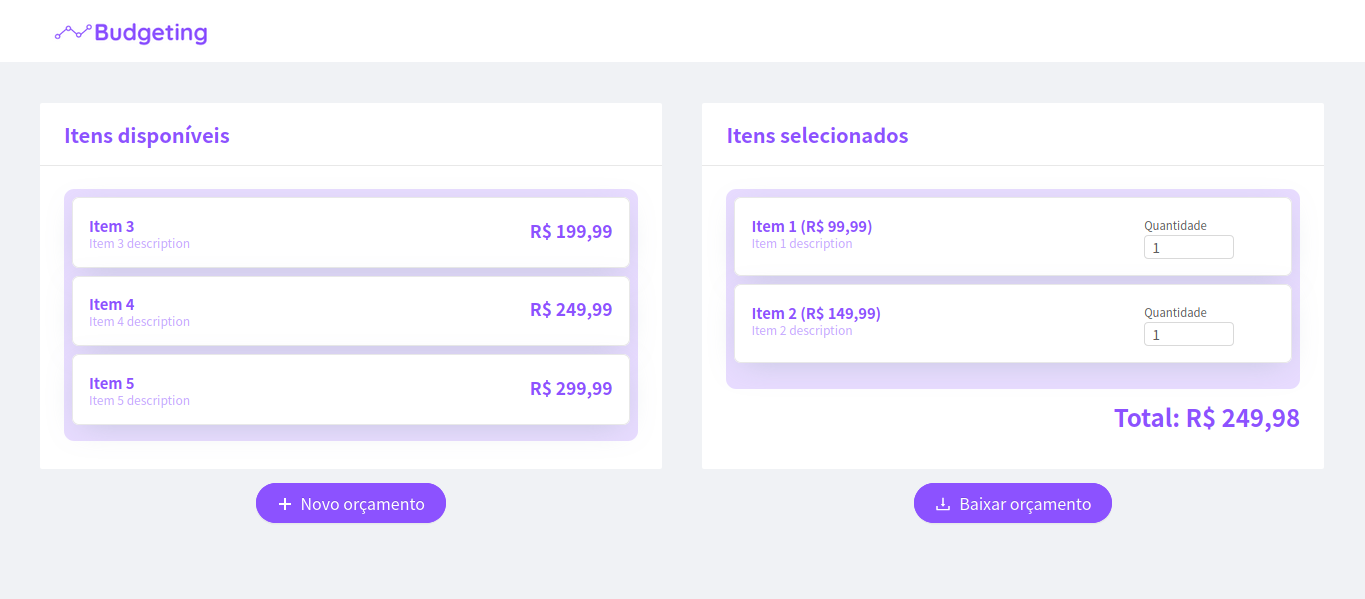 Budgeting
Itens disponíveis
Item 3
Item 3 description
R$ 199,99
Item 4
Item 4 description
R$ 249,99
Item 5
Item 5 description
R$ 299,99
Novo orçamento
Itens selecionados
Item 1 (R$ 99,99)
Item 1 description
Quantidade
1
Item 2 (R$ 149,99)
Item 2 description
Quantidade
1
Total: R$ 249,98
Baixar orçamento